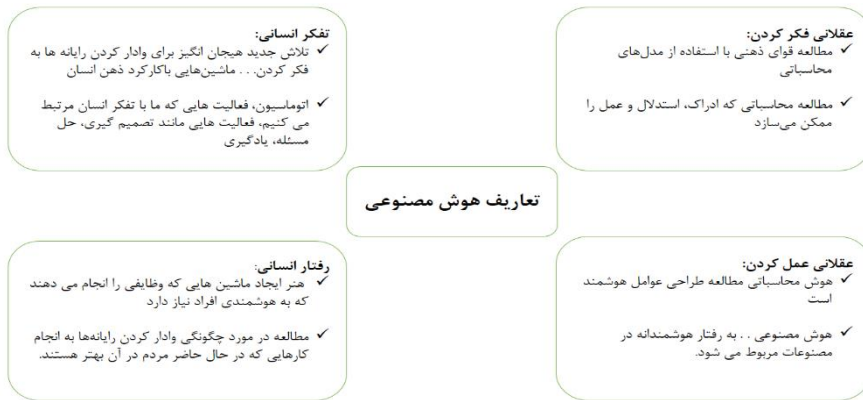 عقلانی فکر کردن:
✓ مطالعه قوای ذهنی با استفاده از مدل‌های
محاسباتی
✓ مطالعه محاسباتی که ادراک، استدلال و عمل را
ممکن می‌سازد
تفکر انسانی:
✓ تلاش جدید هیجان انگیز برای وادار کردن رایانه ها به
فکر کردن. . . ماشین‌هایی باکارکرد ذهن انسان
✓ اتوماسیون، فعالیت هایی که ما با تفکر انسان مرتبط
می کنیم، فعالیت هایی مانند تصمیم گیری، حل
مسئله، یادگیری
تعاریف هوش مصنوعی
عقلانی عمل کردن:
✓ هوش محاسباتی مطالعه طراحی عوامل هوشمند
است
✓ هوش مصنوعی . . به رفتار هوشمندانه در
مصنوعات مربوط می شود.
رفتار انسانی:
✓ هنر ایجاد ماشین هایی که وظایفی را انجام می دهند
که به هوشمندی افراد نیاز دارد
✓ مطالعه در مورد چگونگی وادار کردن رایانه‌ها به انجام
کارهایی که در حال حاضر مردم در آن بهتر هستند.